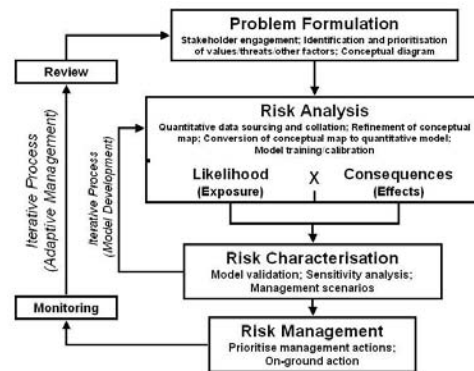 Problem Formulation
Stakeholder engagement; Identification and prioritisation
of values/threats/other factors; Conceptual diagram
Review
Risk Analysis
Quantitative data sourcing and collation; Refinement of conceptual
map; Conversion of conceptual map to quantitative model;
Model training/calibration
Likelihood X Consequences
(Exposure) (Effects)
Iterative Process
(Adaptive Management)
Iterative Process
(Model Development)
Risk Characterisation
Model validation; Sensitivity analysis;
Management scenarios
Monitoring
Risk Management
Prioritise management actions;
On-ground action